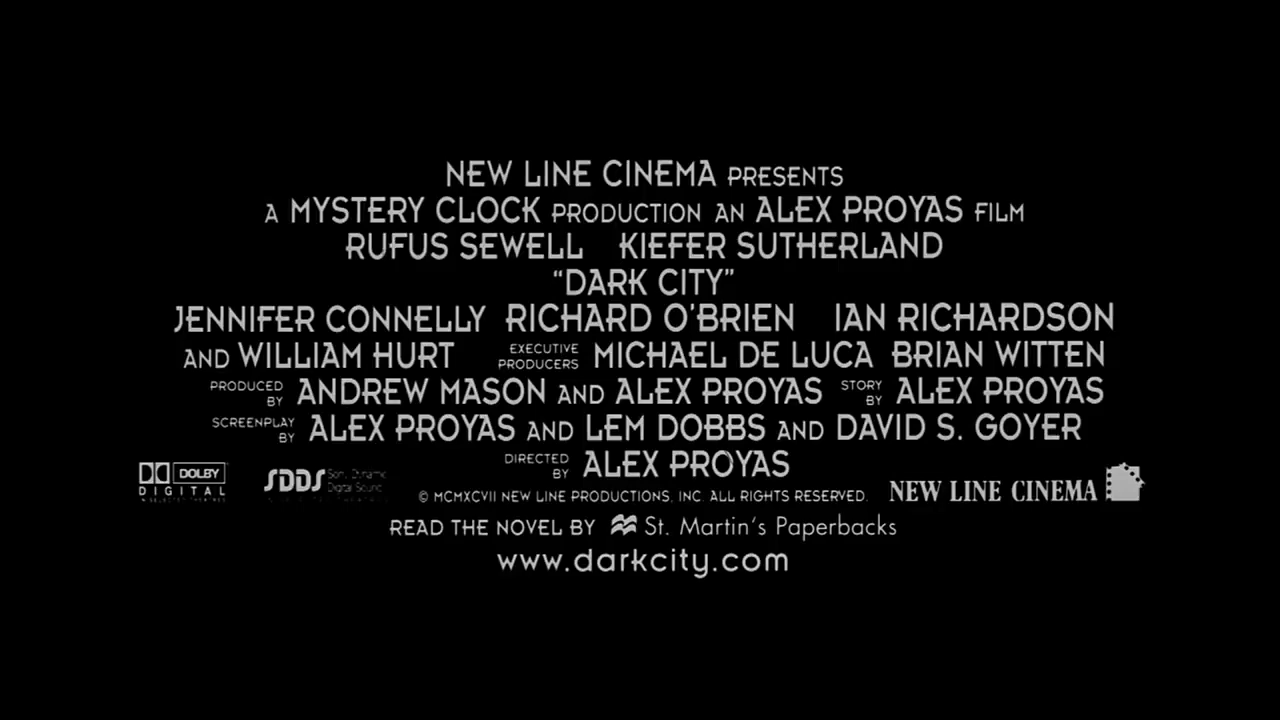 NEW LINE CINEMA PRESENTS
A MYSTERY CLOCK PRODUCTION AN ALEX PROYAS FILM
RUFUS SEWELL KIEFER SUTHERLAND
“DARK CITY”
JENNIFER CONNELLY RICHARD O'BRIEN IAN RICHARDSON
AND WILLIAM HURT EXECUTIVE PRODUCERS MICHAEL DE LUCA BRIAN WITTEN
PRODUCED BY ANDREW MASON AND ALEX PROYAS STORY BY ALEX PROYAS
SCREENPLAY BY ALEX PROYAS AND LEM DOBBS AND DAVID S. GOYER
DIRECTED BY ALEX PROYAS
DOLBY DIGITAL SDDS Sony Dynamic Digital Sound © MCMXCVII NEW LINE PRODUCTIONS, INC. ALL RIGHTS RESERVED. NEW LINE CINEMA
READ THE NOVEL BY St. Martin's Paperbacks
www.darkcity.com